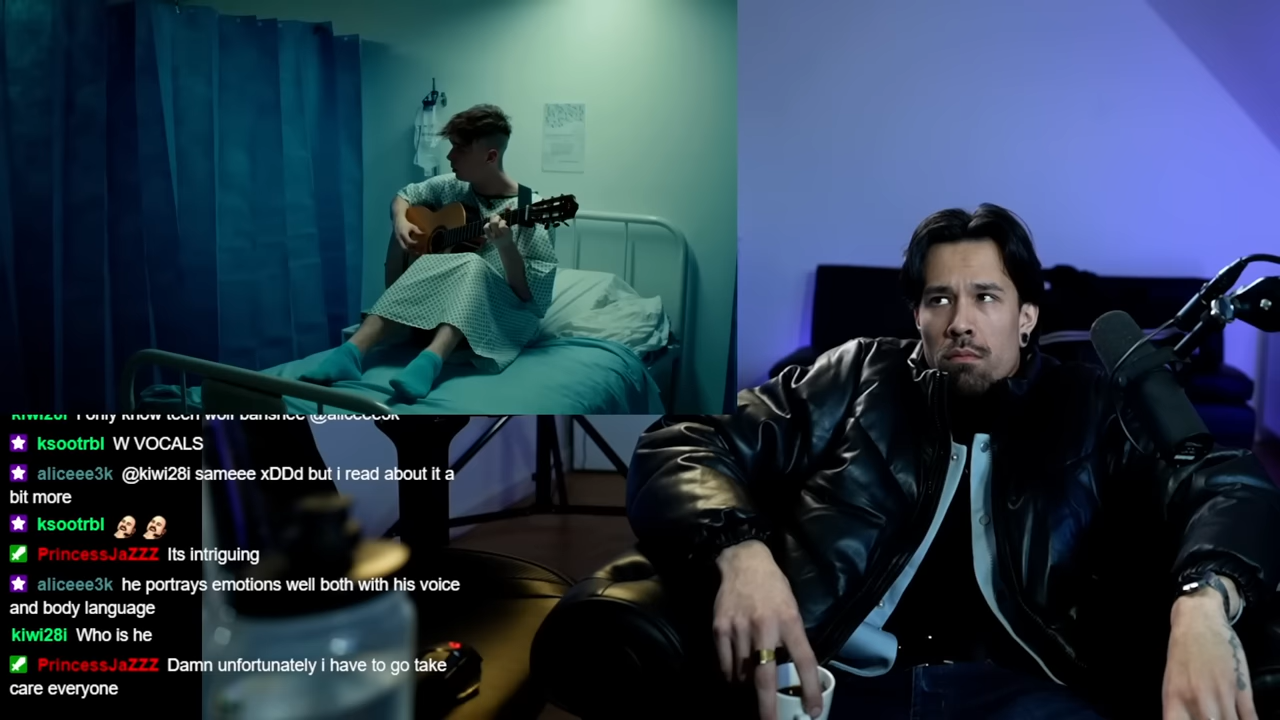 kiwi28i I only know teen wolf banshee @aliceee3k
ksootrbl W VOCALS
aliceee3k @kiwi28i sameee xDDd but i read about it a
bit more
ksootrbl
PrincessJaZZZ Its intriguing
aliceee3k he portrays emotions well both with his voice
and body language
kiwi28i Who is he
PrincessJaZZZ Damn unfortunately i have to go take
care everyone